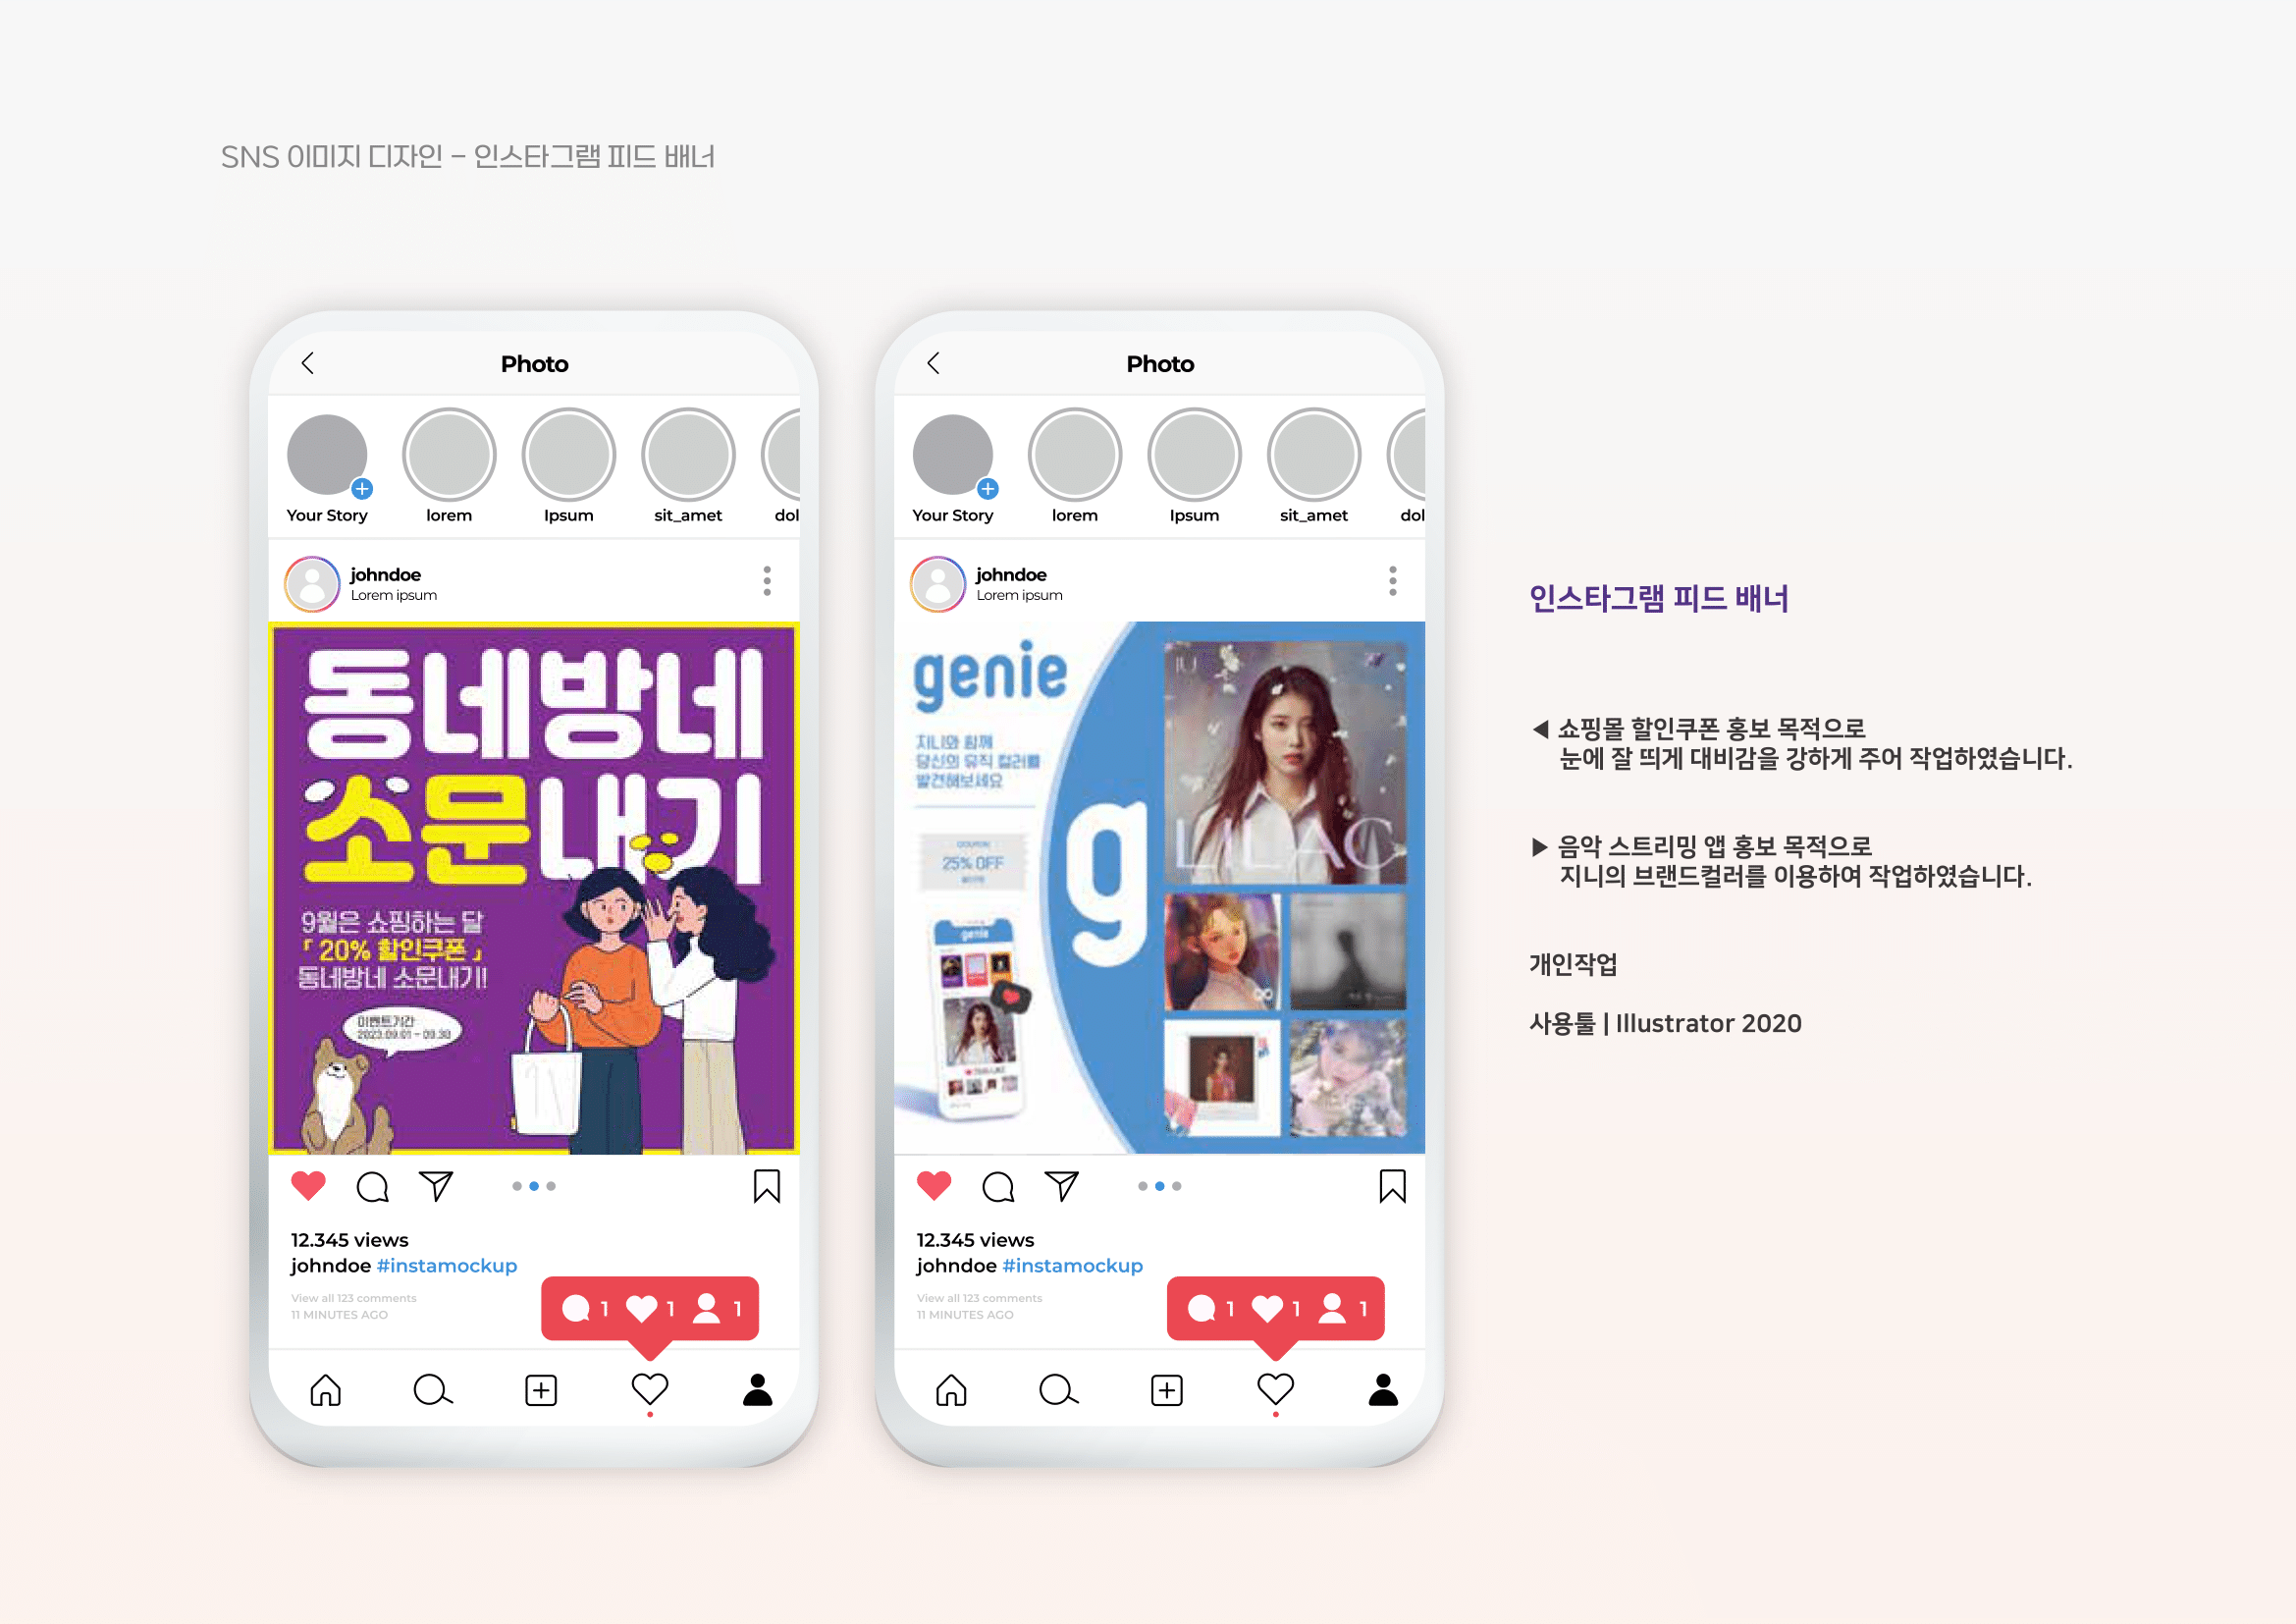 SNS 이미지 디자인 – 인스타그램 피드 배너
Photo
Your Story
lorem
Ipsum
sit_amet
dol
johndoe
Lorem ipsum
동네방네
소문내기
9월은 쇼핑하는 달
「 20% 할인쿠폰 」
동네방네 소문내기!
이벤트기간
2023.09.01 - 09.30
12.345 views
johndoe #instamockup
View all 123 comments
11 MINUTES AGO
1 1 1
Photo
Your Story
lorem
Ipsum
sit_amet
dol
johndoe
Lorem ipsum
genie
지니와 함께
당신의 뮤직 컬러를
발견해보세요
COUPON
25% OFF
genie
g
IU
LILAC
12.345 views
johndoe #instamockup
View all 123 comments
11 MINUTES AGO
1 1 1
인스타그램 피드 배너
◀ 쇼핑몰 할인쿠폰 홍보 목적으로
눈에 잘 띄게 대비감을 강하게 주어 작업하였습니다.
▶ 음악 스트리밍 앱 홍보 목적으로
지니의 브랜드컬러를 이용하여 작업하였습니다.
개인작업
사용툴 | Illustrator 2020